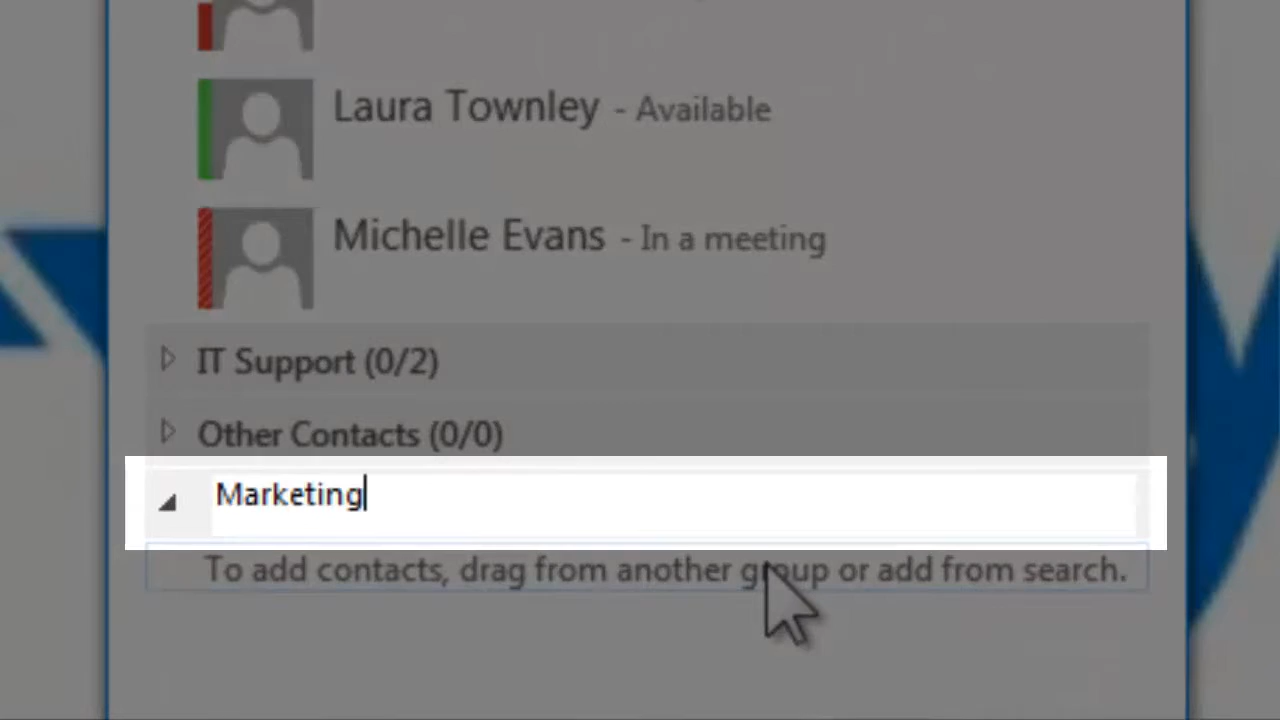 Laura Townley - Available
Michelle Evans - In a meeting
IT Support (0/2)
Other Contacts (0/0)
Marketing
To add contacts, drag from another group or add from search.